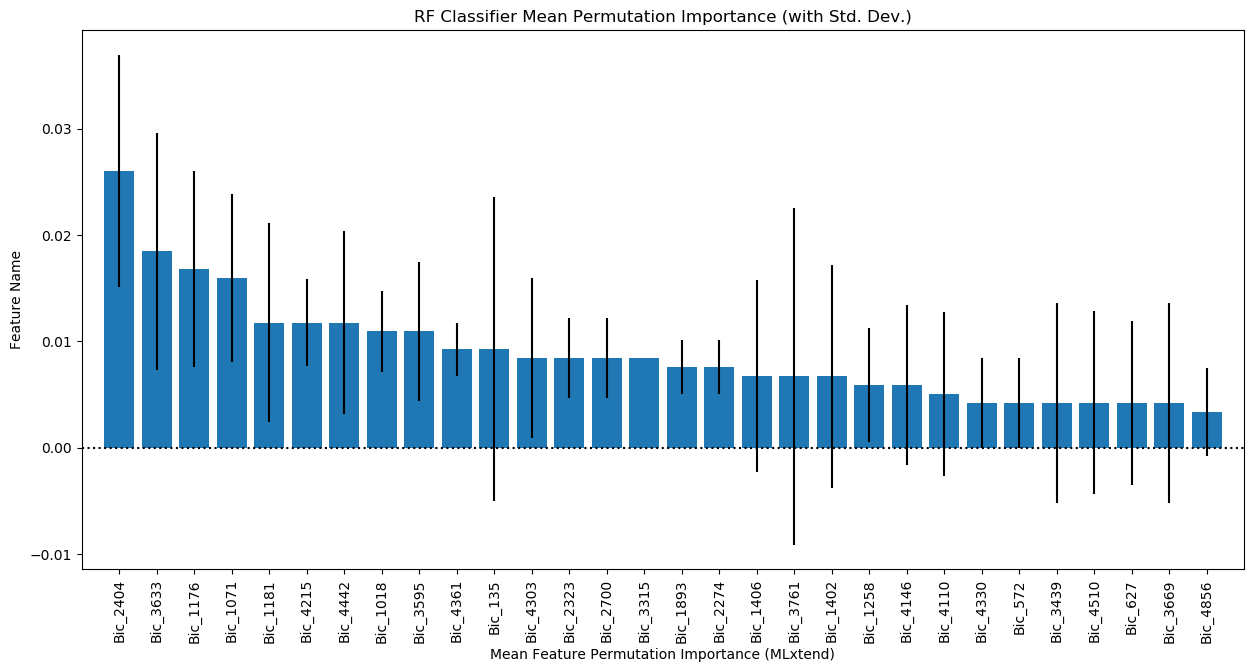 RF Classifier Mean Permutation Importance (with Std. Dev.)
Feature Name
0.03
0.02
0.01
0.00
−0.01
Bic_2404
Bic_3633
Bic_1176
Bic_1071
Bic_1181
Bic_4215
Bic_4442
Bic_1018
Bic_3595
Bic_4361
Bic_135
Bic_4303
Bic_2323
Bic_2700
Bic_3315
Bic_1893
Bic_2274
Bic_1406
Bic_3761
Bic_1402
Bic_1258
Bic_4146
Bic_4110
Bic_4330
Bic_572
Bic_3439
Bic_4510
Bic_627
Bic_3669
Bic_4856
Mean Feature Permutation Importance (MLxtend)